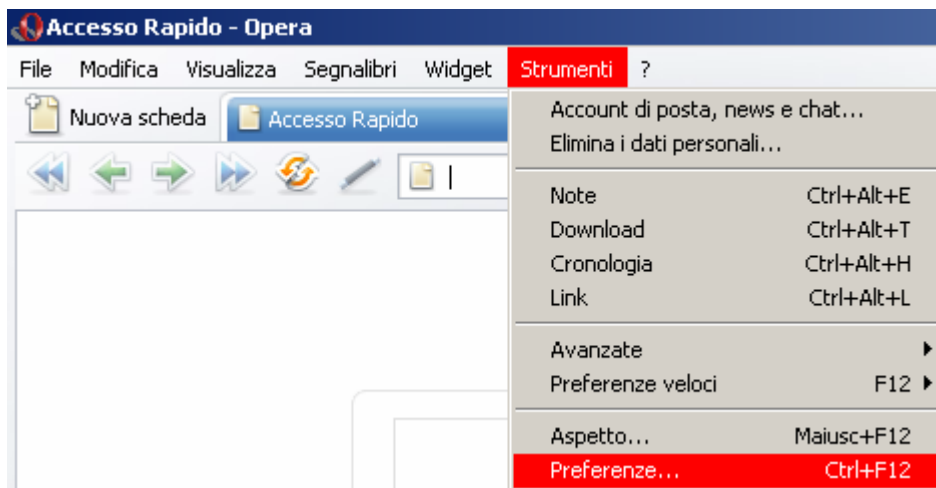 Accesso Rapido - Opera
File Modifica Visualizza Segnalibri Widget Strumenti ?
Nuova scheda Accesso Rapido
Account di posta, news e chat...
Elimina i dati personali...
Note Ctrl+Alt+E
Download Ctrl+Alt+T
Cronologia Ctrl+Alt+H
Link Ctrl+Alt+L
Avanzate
Preferenze veloci F12
Aspetto... Maiusc+F12
Preferenze... Ctrl+F12